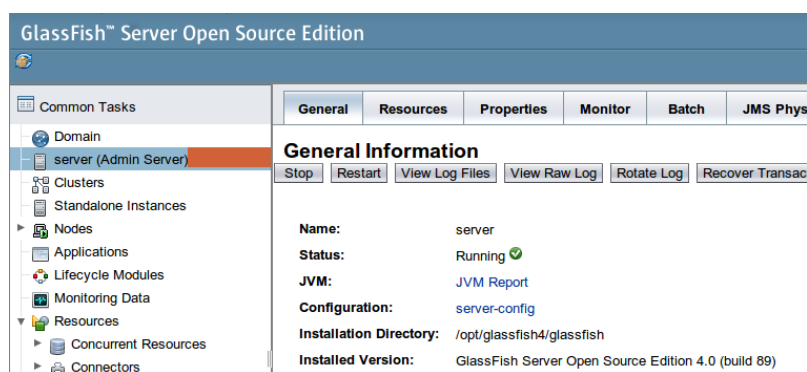 GlassFish™ Server Open Source Edition
Common Tasks
Domain
server (Admin Server)
Clusters
Standalone Instances
Nodes
Applications
Lifecycle Modules
Monitoring Data
Resources
Concurrent Resources
Connectors
General Resources Properties Monitor Batch JMS Phys
General Information
Stop Restart View Log Files View Raw Log Rotate Log Recover Transac
Name: server
Status: Running
JVM: JVM Report
Configuration: server-config
Installation Directory: /opt/glassfish4/glassfish
Installed Version: GlassFish Server Open Source Edition 4.0 (build 89)